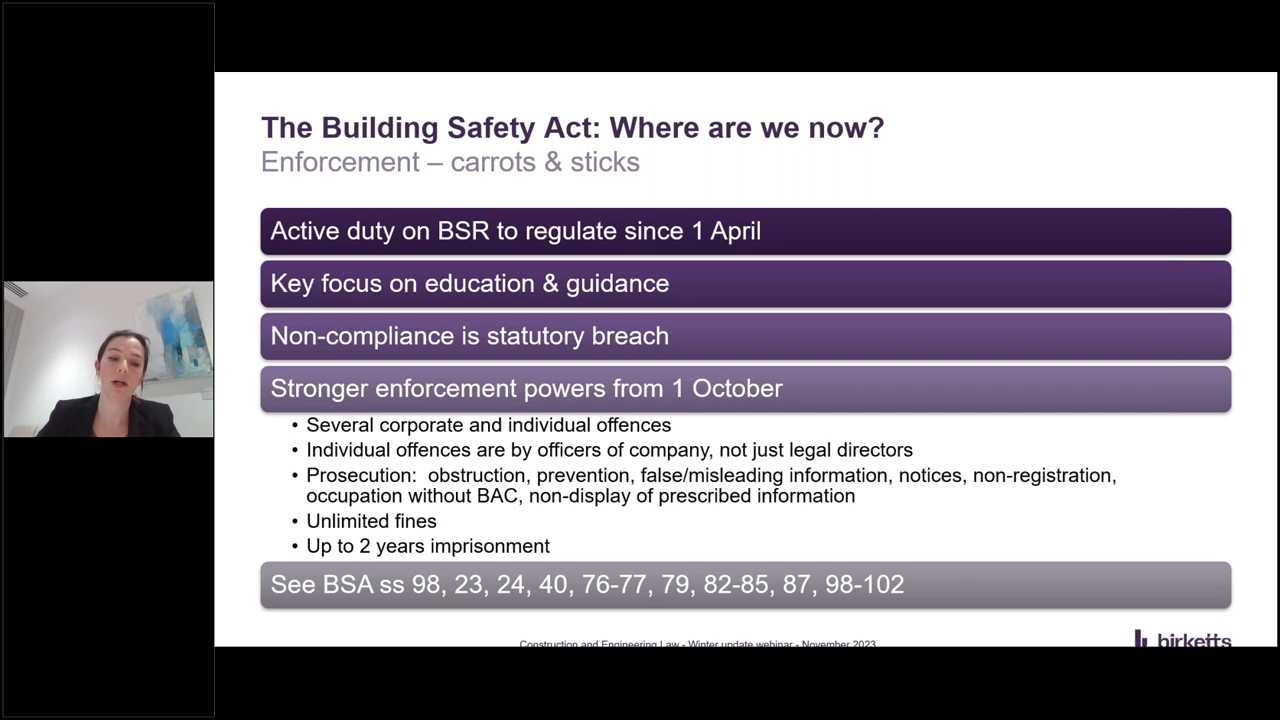 The Building Safety Act: Where are we now?
Enforcement – carrots & sticks
Active duty on BSR to regulate since 1 April
Key focus on education & guidance
Non-compliance is statutory breach
Stronger enforcement powers from 1 October
• Several corporate and individual offences
• Individual offences are by officers of company, not just legal directors
• Prosecution:  obstruction, prevention, false/misleading information, notices, non-registration,
occupation without BAC, non-display of prescribed information
• Unlimited fines
• Up to 2 years imprisonment
See BSA ss 98, 23, 24, 40, 76-77, 79, 82-85, 87, 98-102
Construction and Engineering Law - Winter update webinar - November 2023
birketts